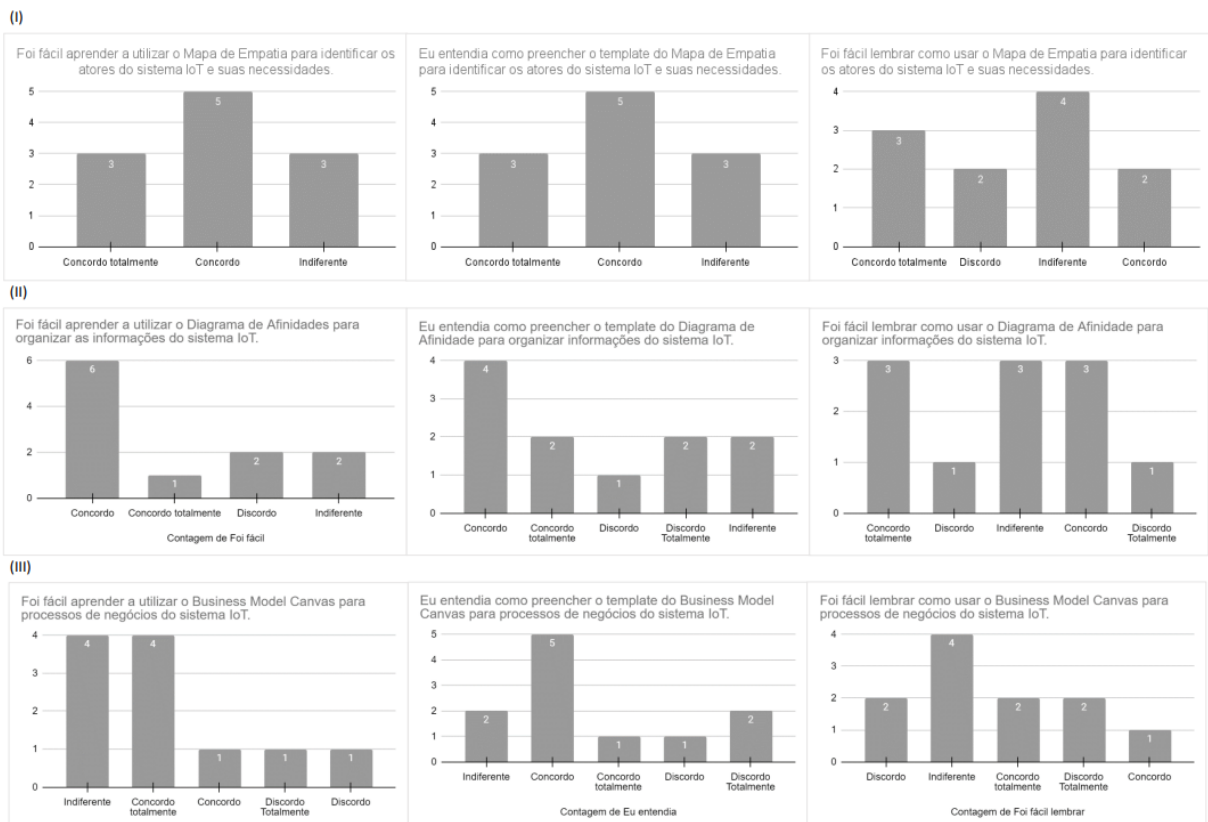 (I)
Foi fácil aprender a utilizar o Mapa de Empatia para identificar os
atores do sistema IoT e suas necessidades.
5
4
3
2
1
0
3
5
3
Concordo totalmente
Concordo
Indiferente
Eu entendia como preencher o template do Mapa de Empatia
para identificar os atores do sistema IoT e suas necessidades.
5
4
3
2
1
0
3
5
3
Concordo totalmente
Concordo
Indiferente
Foi fácil lembrar como usar o Mapa de Empatia para identificar
os atores do sistema IoT e suas necessidades.
4
3
2
1
0
3
2
4
2
Concordo totalmente
Discordo
Indiferente
Concordo
(II)
Foi fácil aprender a utilizar o Diagrama de Afinidades para
organizar as informações do sistema IoT.
6
4
2
0
6
1
2
2
Concordo
Concordo totalmente
Discordo
Indiferente
Contagem de Foi fácil
Eu entendia como preencher o template do Diagrama de
Afinidade para organizar informações do sistema IoT.
4
3
2
1
0
4
2
1
2
2
Concordo
Concordo
totalmente
Discordo
Discordo
Totalmente
Indiferente
Foi fácil lembrar como usar o Diagrama de Afinidade para
organizar informações do sistema IoT.
3
2
1
0
3
1
3
3
1
Concordo
totalmente
Discordo
Indiferente
Concordo
Discordo
Totalmente
(III)
Foi fácil aprender a utilizar o Business Model Canvas para
processos de negócios do sistema IoT.
4
3
2
1
0
4
4
1
1
1
Indiferente
Concordo
totalmente
Concordo
Discordo
Totalmente
Discordo
Eu entendia como preencher o template do Business Model
Canvas para processos de negócios do sistema IoT.
5
4
3
2
1
0
2
5
1
1
2
Indiferente
Concordo
Concordo
totalmente
Discordo
Discordo
Totalmente
Contagem de Eu entendia
Foi fácil lembrar como usar o Business Model Canvas para
processos de negócios do sistema IoT.
4
3
2
1
0
2
4
2
2
1
Discordo
Indiferente
Concordo
totalmente
Discordo
Totalmente
Concordo
Contagem de Foi fácil lembrar